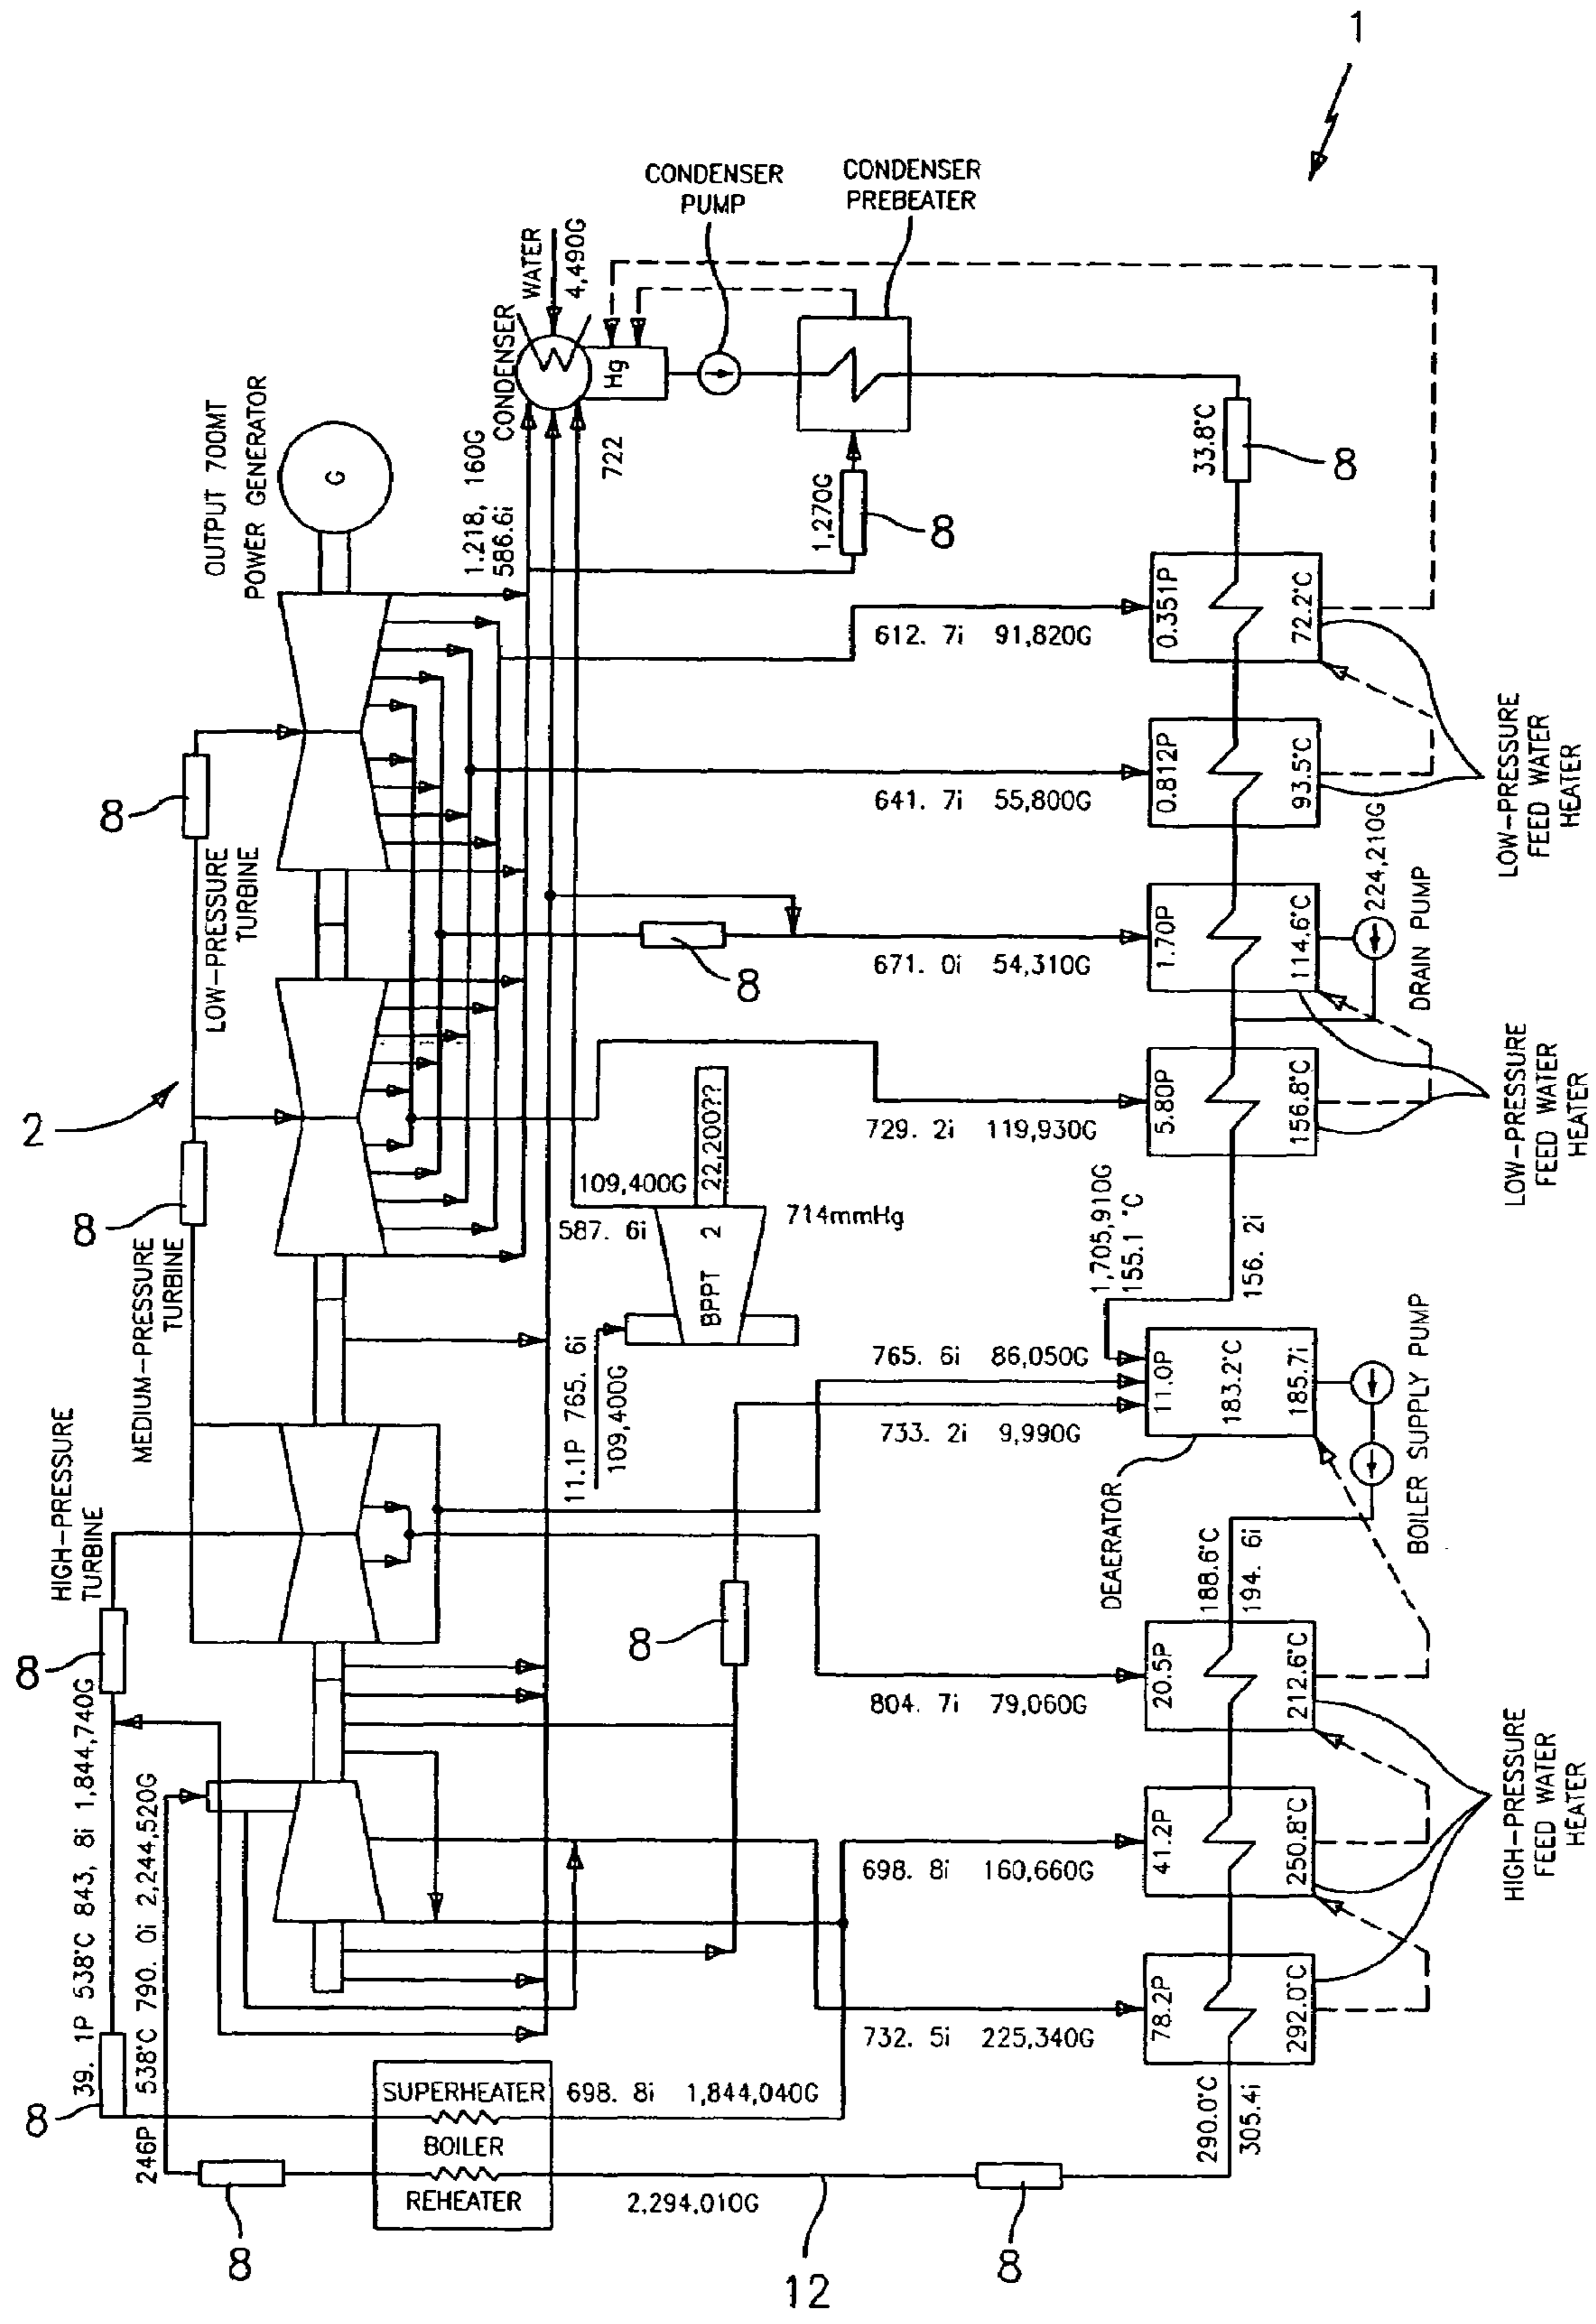 1
CONDENSER
PUMP
CONDENSER
PREBEATER
WATER
4,490G
CONDENSER
Hg
722
OUTPUT 700MT
POWER GENERATOR
G
1.218, 160G
586.6i
1,270G
8
33.8°C
8
612. 7i 91,820G
0.351P
72.2°C
641. 7i 55,800G
0.812P
93.5°C
LOW-PRESSURE
FEED WATER
HEATER
8
LOW-PRESSURE
TURBINE
8
671. 0i 54,310G
1.70P
114.6°C
224,210G
DRAIN PUMP
2
729. 2i 119,930G
5.80P
156.8°C
LOW-PRESSURE
FEED WATER
HEATER
8
MEDIUM-PRESSURE
TURBINE
109,400G
587. 6i
22,200??
BPPT 2
714mmHg
11.1P 765. 6i
109,400G
1,705,910G
155.1 °C
156. 2i
765. 6i 86,050G
733. 2i 9,990G
11.0P
183.2°C
185.7i
DEAERATOR
BOILER SUPPLY PUMP
HIGH-PRESSURE
TURBINE
8
8
188.6°C
194. 6i
804. 7i 79,060G
20.5P
212.6°C
698. 8i 160,660G
41.2P
250.8°C
732. 5i 225,340G
78.2P
292.0°C
HIGH-PRESSURE
FEED WATER
HEATER
39. 1P 538°C 843, 8i 1,844,740G
246P 538°C 790. 0i 2,244,520G
8
SUPERHEATER
BOILER
REHEATER
698. 8i 1,844,040G
2,294,010G
290.0°C
305.4i
8
12
8